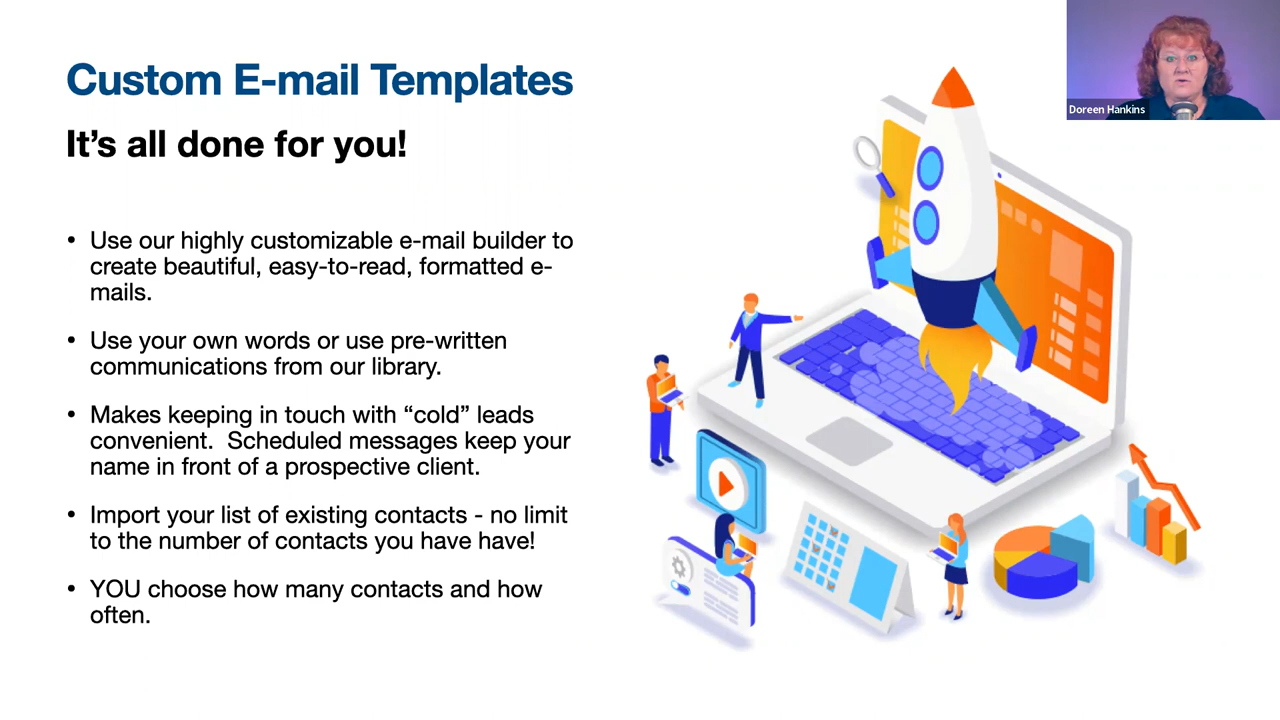 Custom E-mail Templates
It’s all done for you!
• Use our highly customizable e-mail builder to
create beautiful, easy-to-read, formatted e-
mails.
• Use your own words or use pre-written
communications from our library.
• Makes keeping in touch with “cold” leads
convenient.  Scheduled messages keep your
name in front of a prospective client.
• Import your list of existing contacts - no limit
to the number of contacts you have have!
• YOU choose how many contacts and how
often.
Doreen Hankins